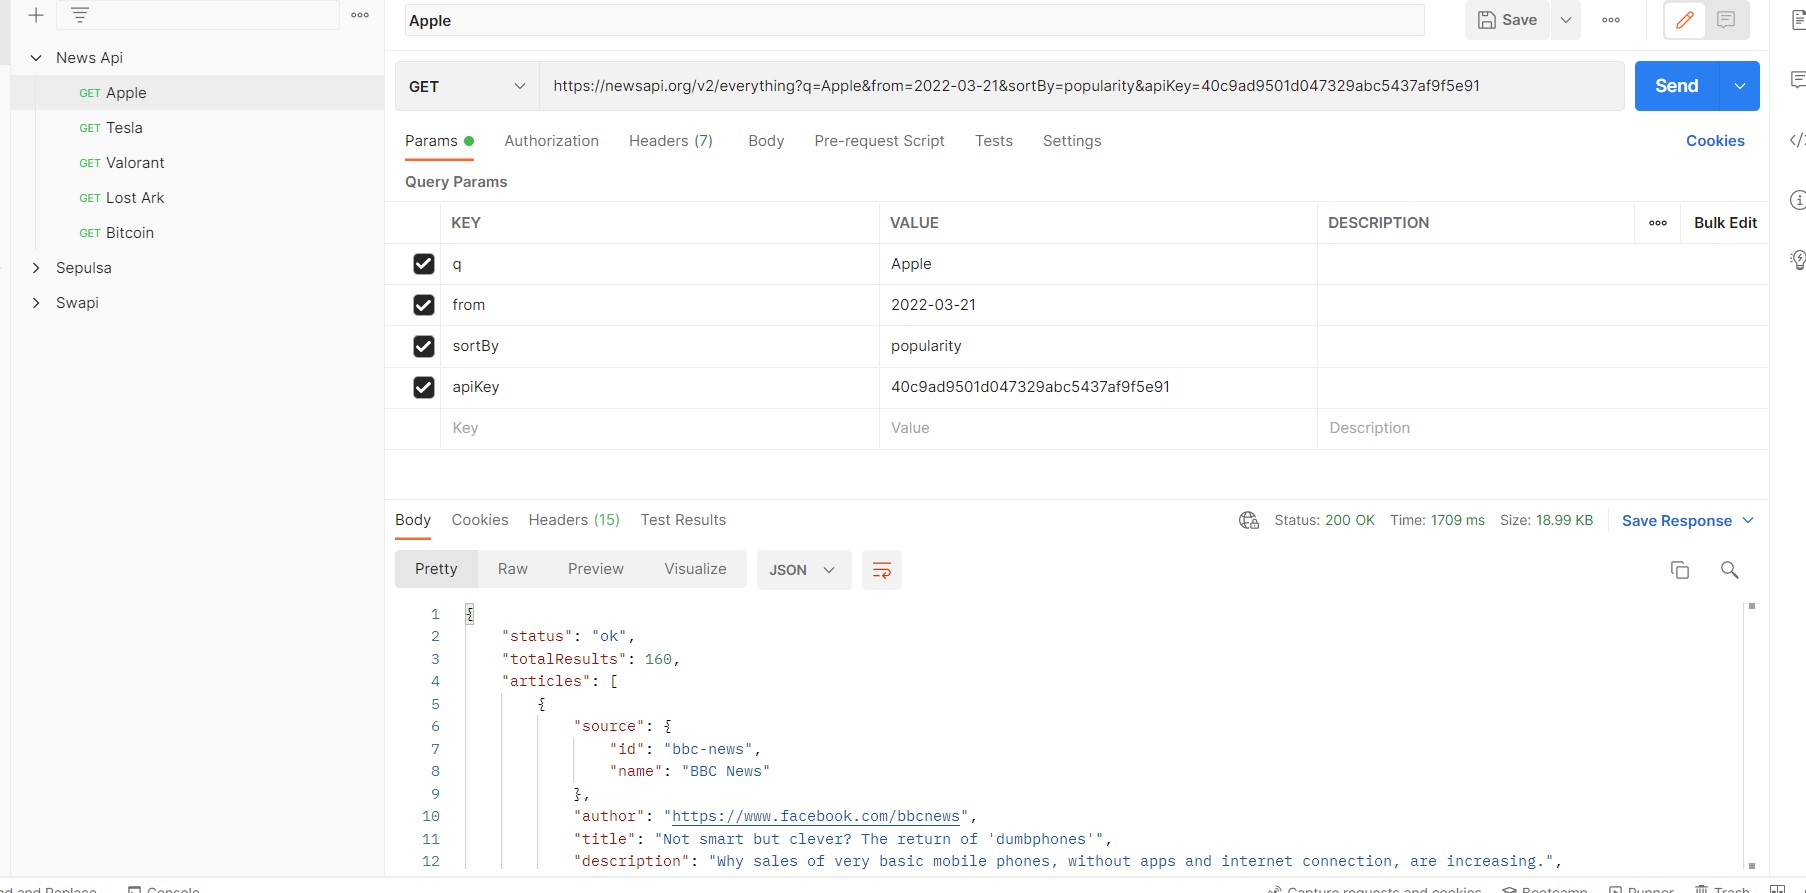 Apple
Save
News Api
GET Apple
GET Tesla
GET Valorant
GET Lost Ark
GET Bitcoin
Sepulsa
Swapi
GET
https://newsapi.org/v2/everything?q=Apple&from=2022-03-21&sortBy=popularity&apiKey=40c9ad9501d047329abc5437af9f5e91
Send
Params Authorization Headers (7) Body Pre-request Script Tests Settings Cookies
Query Params
KEY VALUE DESCRIPTION Bulk Edit
q Apple
from 2022-03-21
sortBy popularity
apiKey 40c9ad9501d047329abc5437af9f5e91
Key Value Description
Body Cookies Headers (15) Test Results Status: 200 OK Time: 1709 ms Size: 18.99 KB Save Response
Pretty Raw Preview Visualize JSON
1 {
2 "status": "ok",
3 "totalResults": 160,
4 "articles": [
5 {
6 "source": {
7 "id": "bbc-news",
8 "name": "BBC News"
9 },
10 "author": "https://www.facebook.com/bbcnews",
11 "title": "Not smart but clever? The return of 'dumbphones'",
12 "description": "Why sales of very basic mobile phones, without apps and internet connection, are increasing.",
and Replace Console Capture requests and cookies Bootcamp Runner Trash